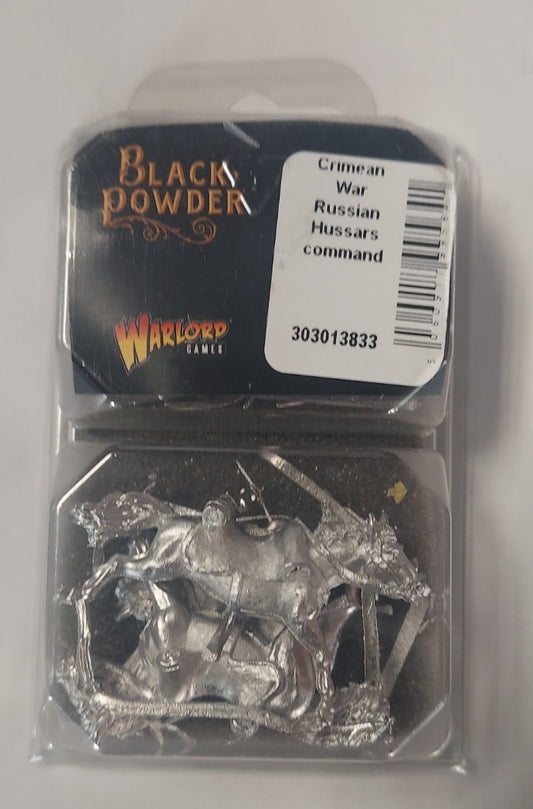 BLACK
POWDER
WARLORD
GAMES
Crimean
War
Russian
Hussars
command
303013833